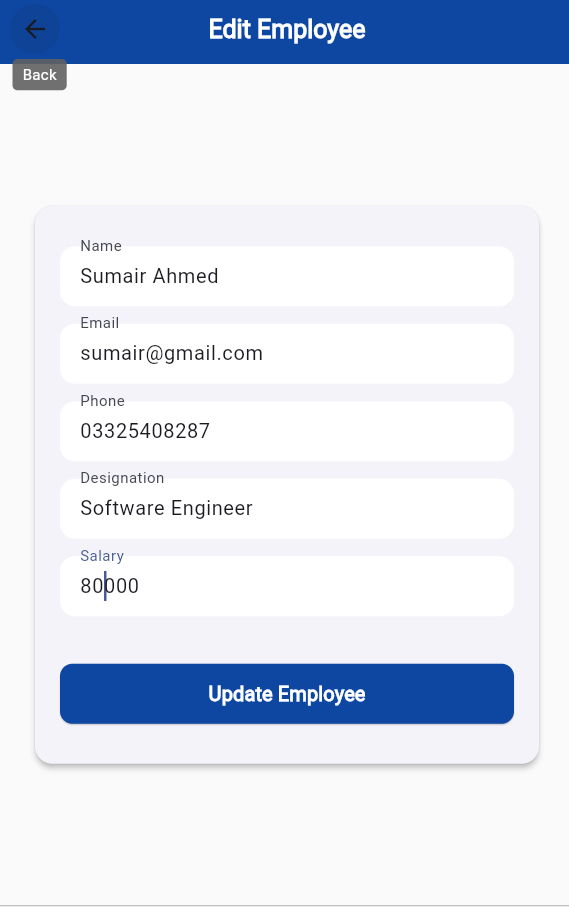 Edit Employee
Back
Name
Sumair Ahmed
Email
sumair@gmail.com
Phone
03325408287
Designation
Software Engineer
Salary
80000
Update Employee